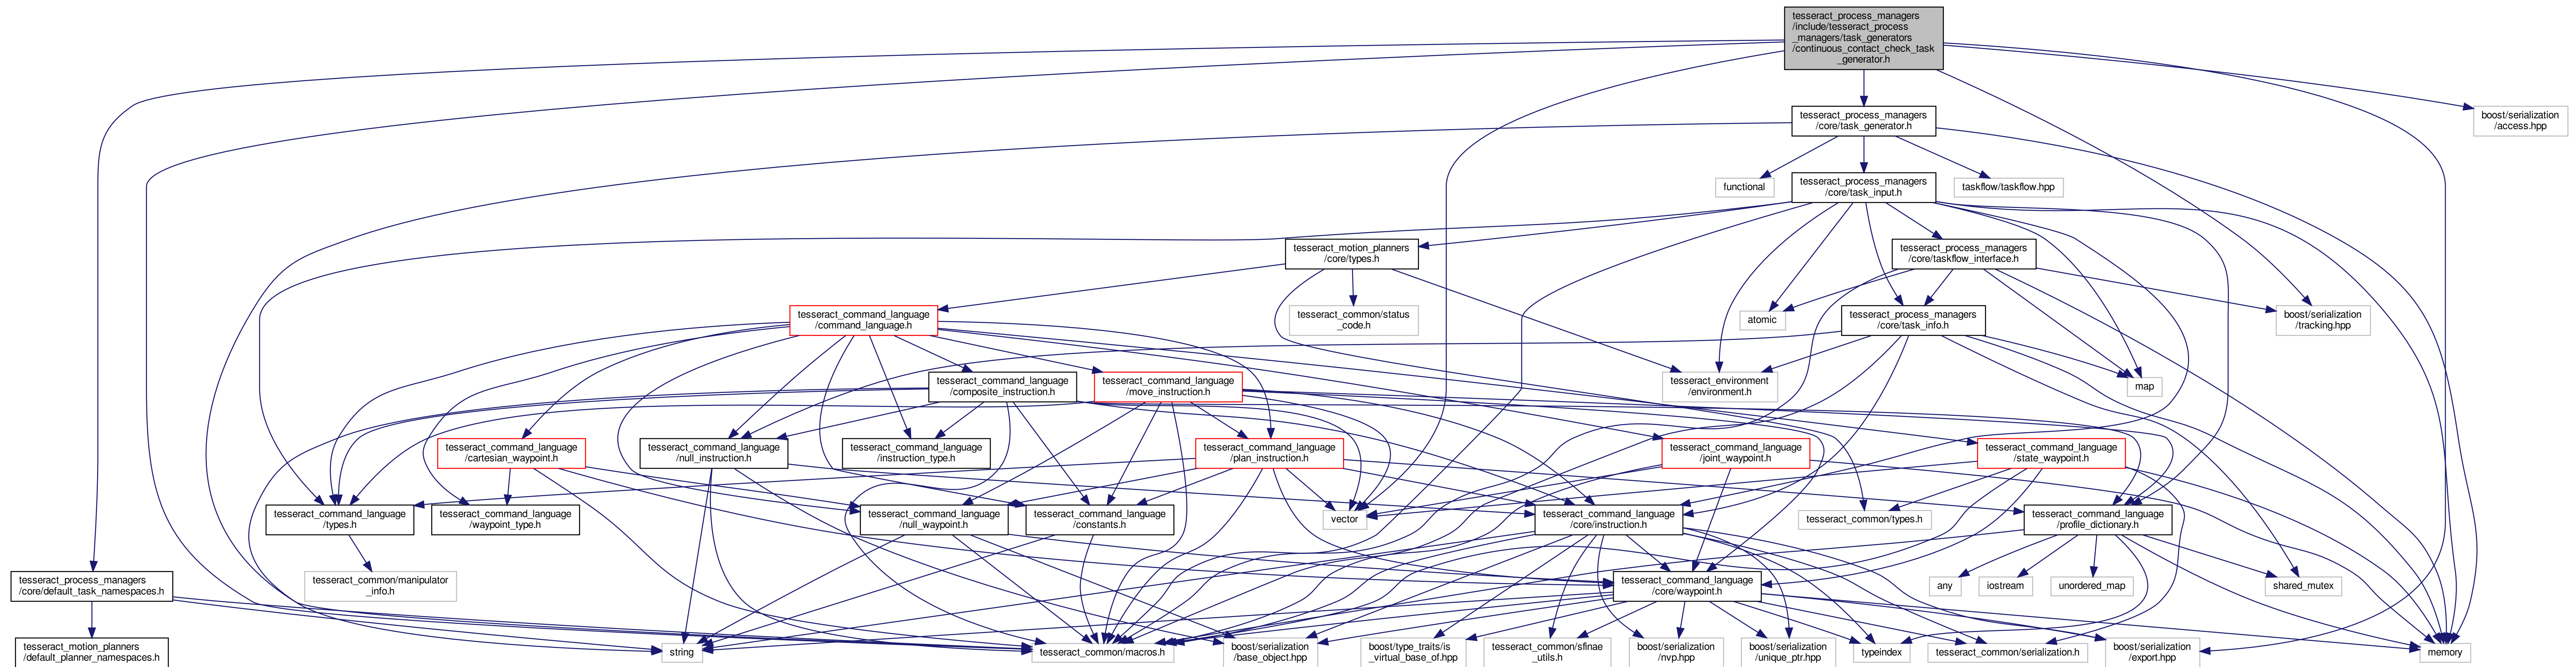 tesseract_process_managers
/include/tesseract_process
_managers/task_generators
/continuous_contact_check_task
_generator.h
tesseract_process_managers
/core/task_generator.h
boost/serialization
/access.hpp
functional
tesseract_process_managers
/core/task_input.h
taskflow/taskflow.hpp
tesseract_motion_planners
/core/types.h
tesseract_process_managers
/core/taskflow_interface.h
tesseract_command_language
/command_language.h
tesseract_common/status
_code.h
atomic
tesseract_process_managers
/core/task_info.h
boost/serialization
/tracking.hpp
tesseract_command_language
/composite_instruction.h
tesseract_command_language
/move_instruction.h
tesseract_environment
/environment.h
map
tesseract_command_language
/cartesian_waypoint.h
tesseract_command_language
/null_instruction.h
tesseract_command_language
/instruction_type.h
tesseract_command_language
/plan_instruction.h
tesseract_command_language
/joint_waypoint.h
tesseract_command_language
/state_waypoint.h
tesseract_command_language
/types.h
tesseract_command_language
/waypoint_type.h
tesseract_command_language
/null_waypoint.h
tesseract_command_language
/constants.h
vector
tesseract_command_language
/core/instruction.h
tesseract_common/types.h
tesseract_command_language
/profile_dictionary.h
tesseract_process_managers
/core/default_task_namespaces.h
tesseract_common/manipulator
_info.h
tesseract_command_language
/core/waypoint.h
any
iostream
unordered_map
shared_mutex
tesseract_motion_planners
/default_planner_namespaces.h
string
tesseract_common/macros.h
boost/serialization
/base_object.hpp
boost/type_traits/is
_virtual_base_of.hpp
tesseract_common/sfinae
_utils.h
boost/serialization
/nvp.hpp
boost/serialization
/unique_ptr.hpp
typeindex
tesseract_common/serialization.h
boost/serialization
/export.hpp
memory